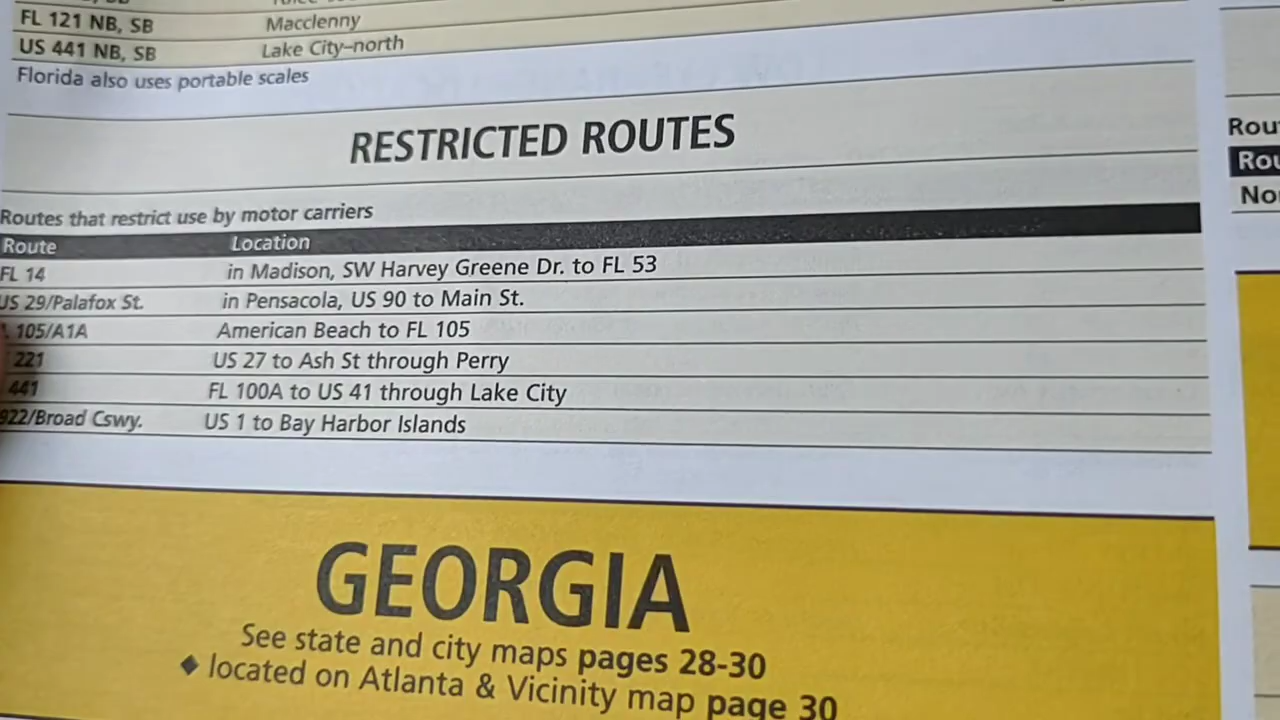 FL 121 NB, SB Macclenny
US 441 NB, SB Lake City–north
Florida also uses portable scales
RESTRICTED ROUTES
Routes that restrict use by motor carriers
Route Location
FL 14 in Madison, SW Harvey Greene Dr. to FL 53
US 29/Palafox St. in Pensacola, US 90 to Main St.
105/A1A American Beach to FL 105
221 US 27 to Ash St through Perry
441 FL 100A to US 41 through Lake City
922/Broad Cswy. US 1 to Bay Harbor Islands
GEORGIA
See state and city maps pages 28-30
◆ located on Atlanta & Vicinity map page 30
Rou
Rou
No